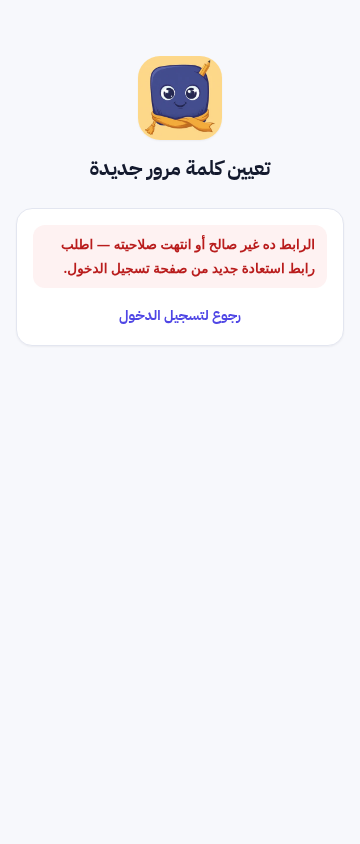 تعيين كلمة مرور جديدة
الرابط ده غير صالح أو انتهت صلاحيته — اطلب
رابط استعادة جديد من صفحة تسجيل الدخول.
رجوع لتسجيل الدخول